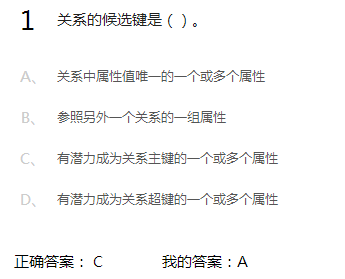 1 关系的候选键是（ ）。
A、 关系中属性值唯一的一个或多个属性
B、 参照另外一个关系的一组属性
C、 有潜力成为关系主键的一个或多个属性
D、 有潜力成为关系超键的一个或多个属性
正确答案： C 我的答案：A